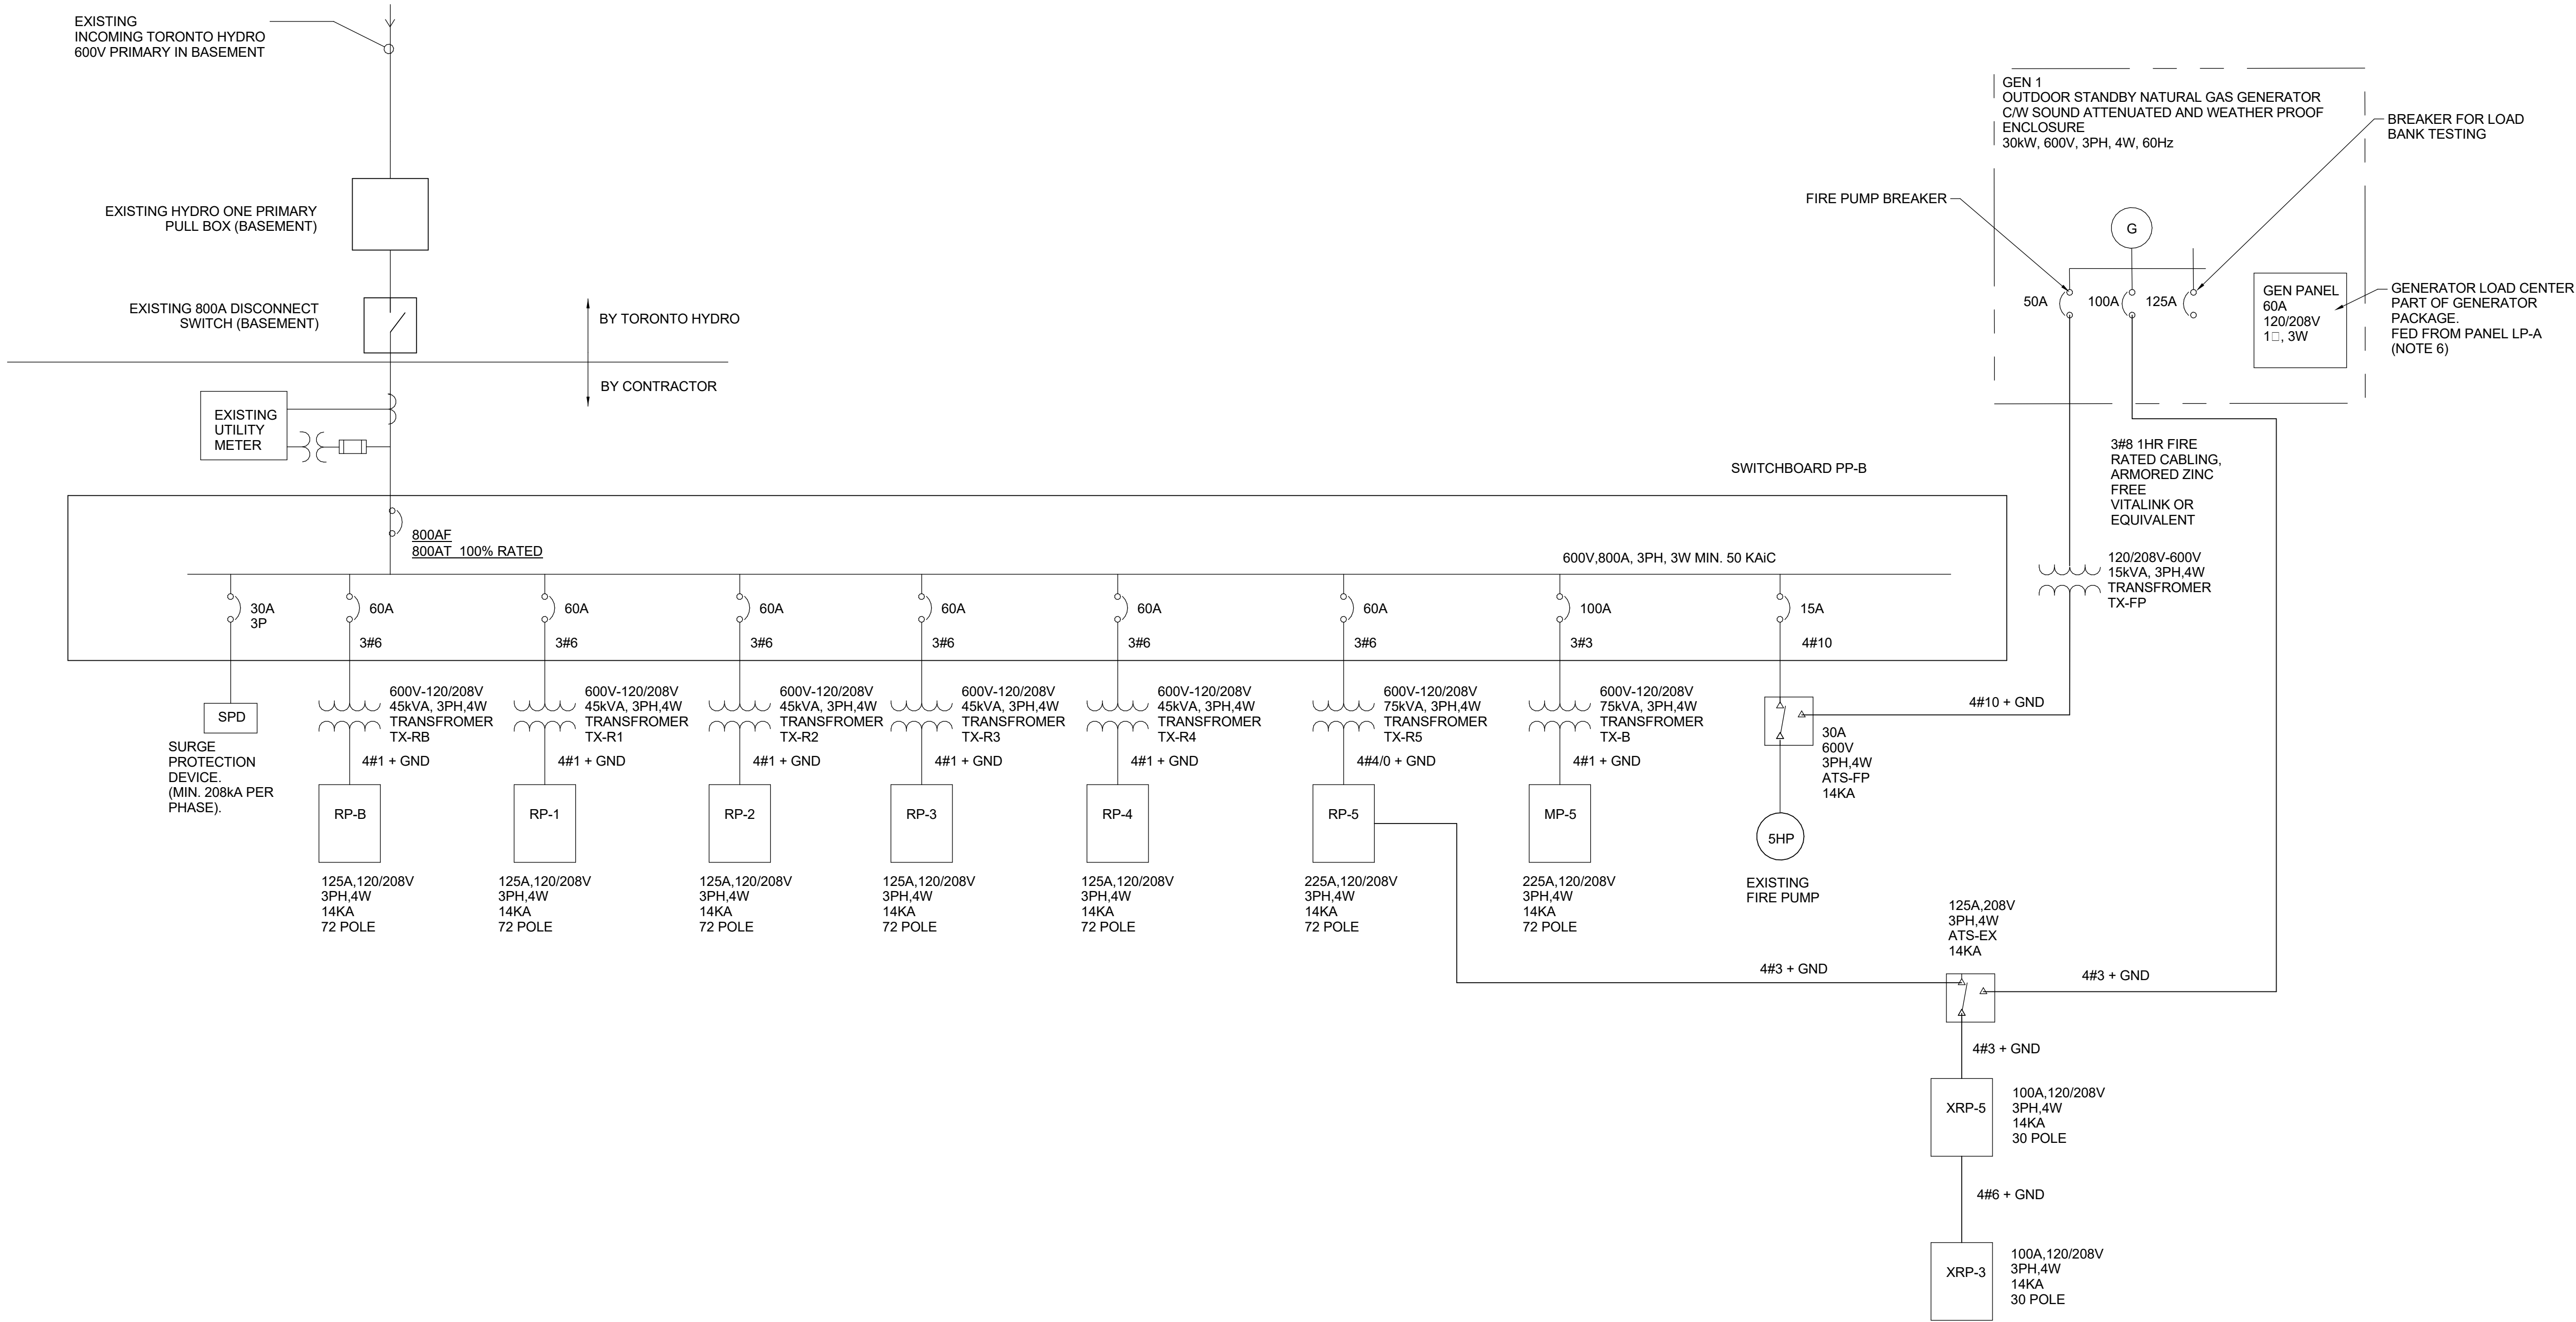 EXISTING
INCOMING TORONTO HYDRO
600V PRIMARY IN BASEMENT
EXISTING HYDRO ONE PRIMARY
PULL BOX (BASEMENT)
EXISTING 800A DISCONNECT
SWITCH (BASEMENT)
BY TORONTO HYDRO
BY CONTRACTOR
EXISTING
UTILITY
METER
GEN 1
OUTDOOR STANDBY NATURAL GAS GENERATOR
C/W SOUND ATTENUATED AND WEATHER PROOF
ENCLOSURE
30kW, 600V, 3PH, 4W, 60Hz
BREAKER FOR LOAD
BANK TESTING
FIRE PUMP BREAKER
G
50A
100A
125A
GEN PANEL
60A
120/208V
1□, 3W
GENERATOR LOAD CENTER
PART OF GENERATOR
PACKAGE.
FED FROM PANEL LP-A
(NOTE 6)
3#8 1HR FIRE
RATED CABLING,
ARMORED ZINC
FREE
VITALINK OR
EQUIVALENT
120/208V-600V
15kVA, 3PH,4W
TRANSFROMER
TX-FP
SWITCHBOARD PP-B
800AF
800AT 100% RATED
600V,800A, 3PH, 3W MIN. 50 KAiC
30A
3P
60A
60A
60A
60A
60A
60A
100A
15A
3#6
3#6
3#6
3#6
3#6
3#6
3#3
4#10
SPD
SURGE
PROTECTION
DEVICE.
(MIN. 208kA PER
PHASE).
600V-120/208V
45kVA, 3PH,4W
TRANSFROMER
TX-RB
4#1 + GND
RP-B
125A,120/208V
3PH,4W
14KA
72 POLE
600V-120/208V
45kVA, 3PH,4W
TRANSFROMER
TX-R1
4#1 + GND
RP-1
125A,120/208V
3PH,4W
14KA
72 POLE
600V-120/208V
45kVA, 3PH,4W
TRANSFROMER
TX-R2
4#1 + GND
RP-2
125A,120/208V
3PH,4W
14KA
72 POLE
600V-120/208V
45kVA, 3PH,4W
TRANSFROMER
TX-R3
4#1 + GND
RP-3
125A,120/208V
3PH,4W
14KA
72 POLE
600V-120/208V
45kVA, 3PH,4W
TRANSFROMER
TX-R4
4#1 + GND
RP-4
125A,120/208V
3PH,4W
14KA
72 POLE
600V-120/208V
75kVA, 3PH,4W
TRANSFROMER
TX-R5
4#4/0 + GND
RP-5
225A,120/208V
3PH,4W
14KA
72 POLE
600V-120/208V
75kVA, 3PH,4W
TRANSFROMER
TX-B
4#1 + GND
MP-5
225A,120/208V
3PH,4W
14KA
72 POLE
4#10 + GND
30A
600V
3PH,4W
ATS-FP
14KA
5HP
EXISTING
FIRE PUMP
125A,208V
3PH,4W
ATS-EX
14KA
4#3 + GND
4#3 + GND
4#3 + GND
XRP-5
100A,120/208V
3PH,4W
14KA
30 POLE
4#6 + GND
XRP-3
100A,120/208V
3PH,4W
14KA
30 POLE